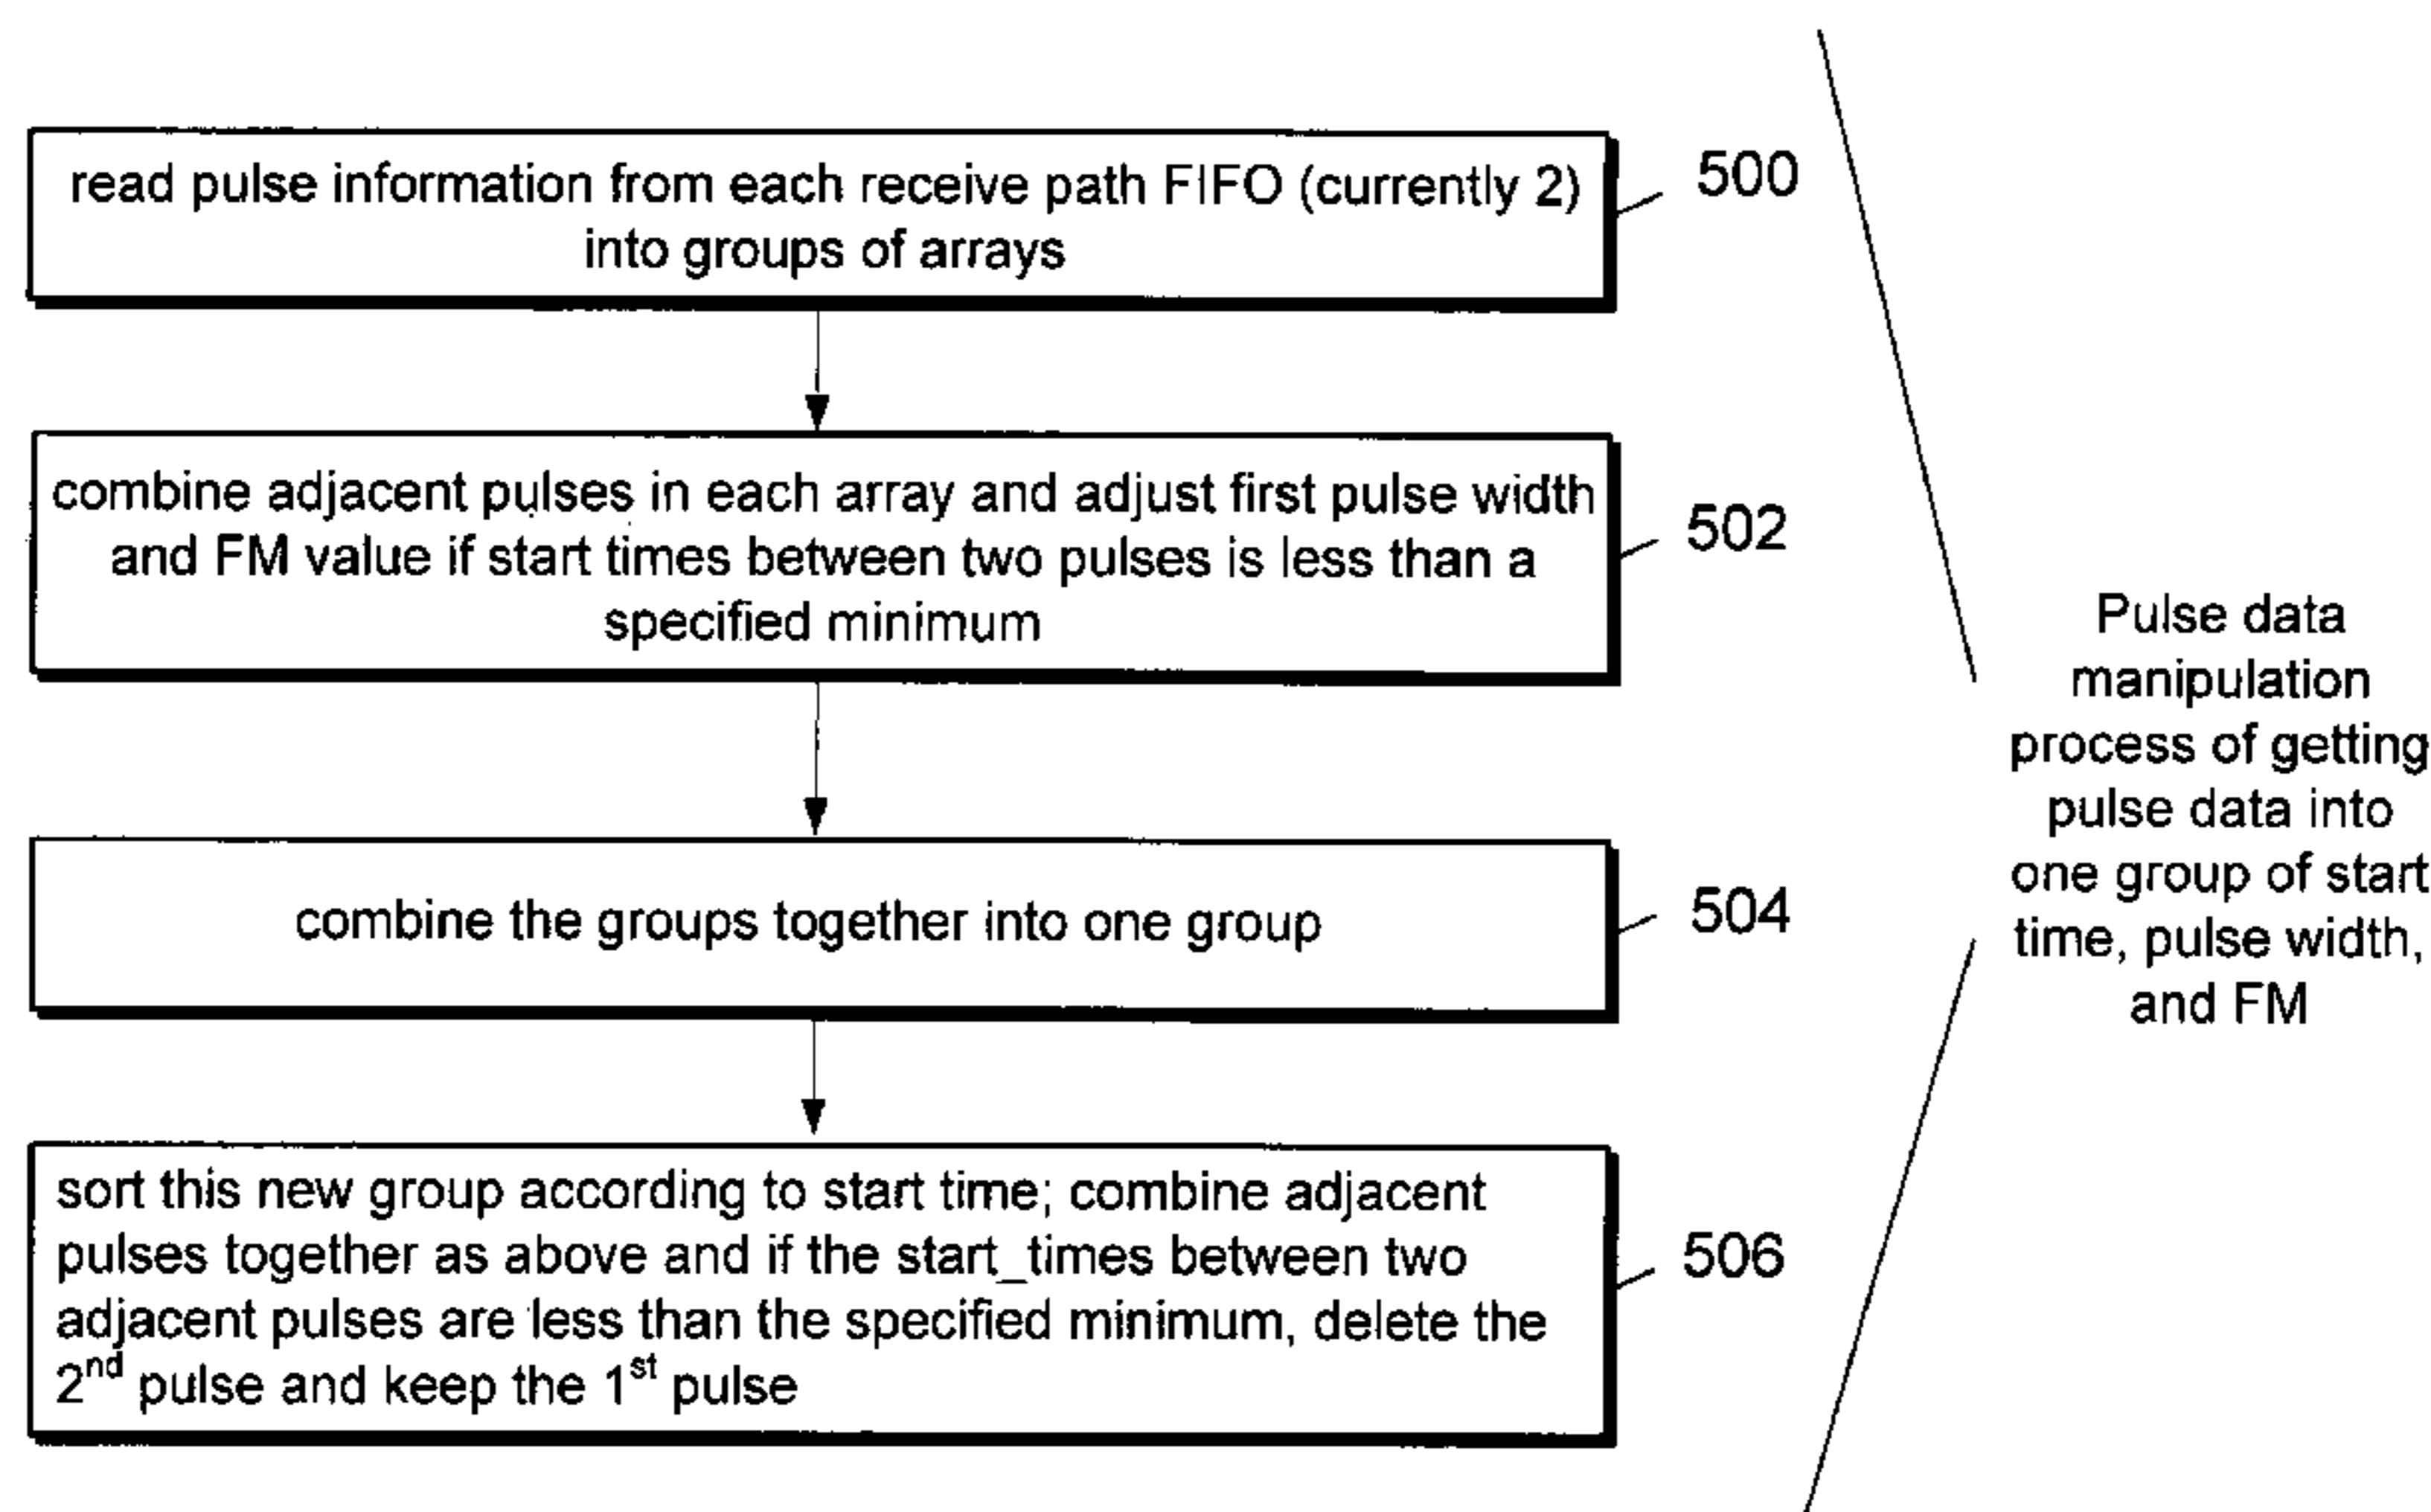 read pulse information from each receive path FIFO (currently 2)
into groups of arrays
500
combine adjacent pulses in each array and adjust first pulse width
and FM value if start times between two pulses is less than a
specified minimum
502
combine the groups together into one group
504
sort this new group according to start time; combine adjacent
pulses together as above and if the start_times between two
adjacent pulses are less than the specified minimum, delete the
2nd pulse and keep the 1st pulse
506
Pulse data
manipulation
process of getting
pulse data into
one group of start
time, pulse width,
and FM